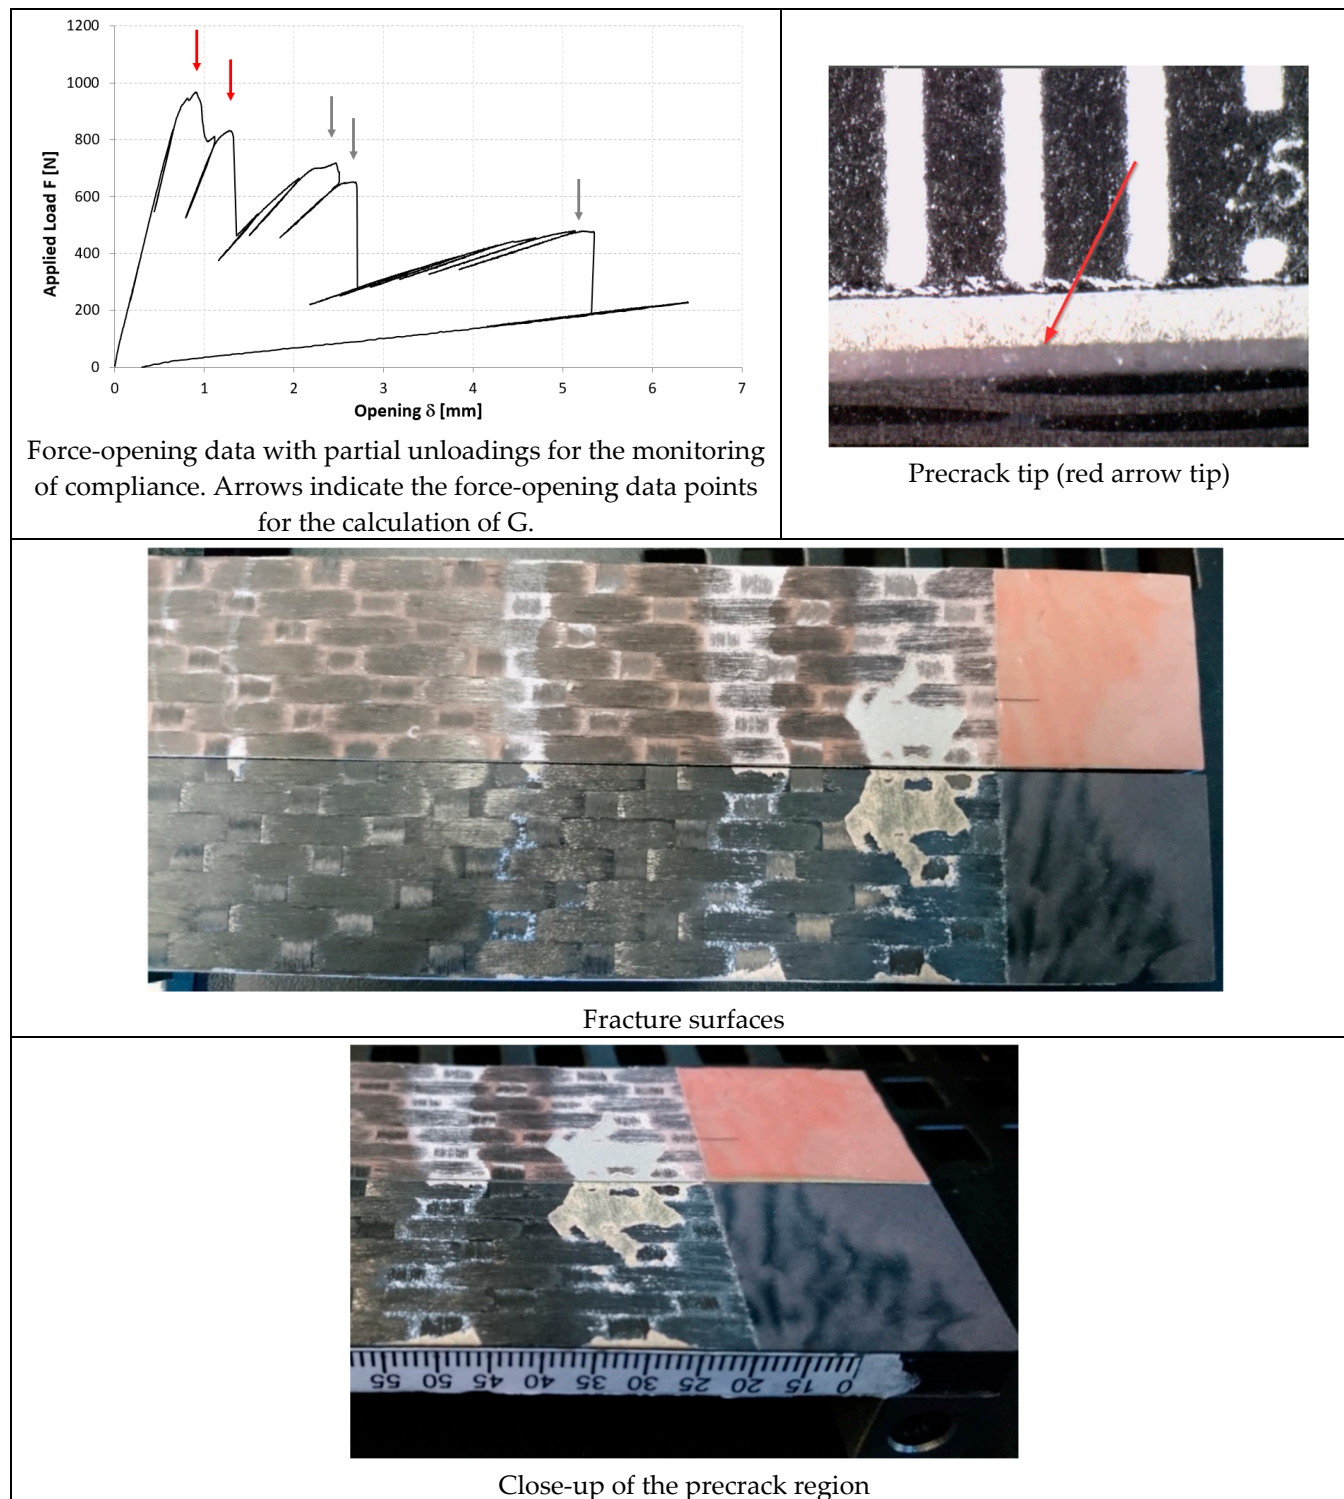 1200
1000
800
600
400
200
0
Applied Load F [N]
0 1 2 3 4 5 6 7
Opening δ [mm]
Force-opening data with partial unloadings for the monitoring
of compliance. Arrows indicate the force-opening data points
for the calculation of G.
25
Precrack tip (red arrow tip)
Fracture surfaces
55 50 45 40 35 30 25 20 15 0
Close-up of the precrack region